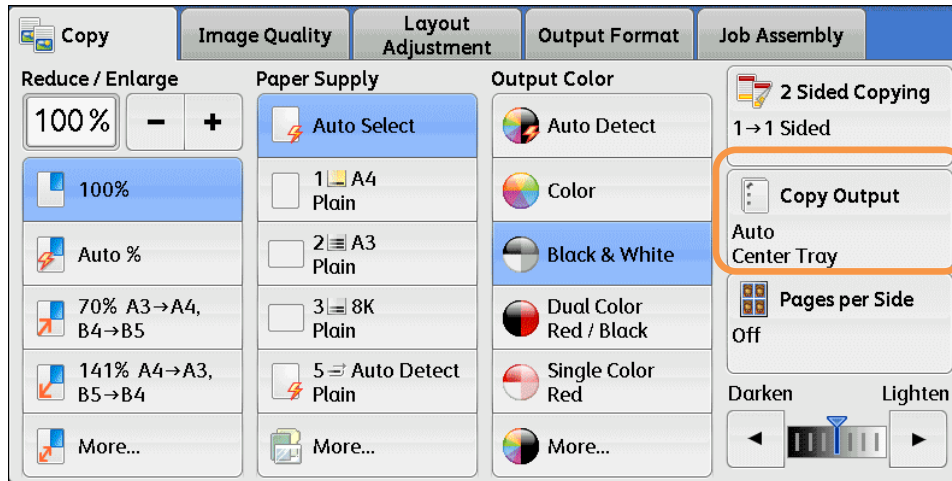 Copy
Image Quality
Layout
Adjustment
Output Format
Job Assembly
Reduce / Enlarge
100%
− +
100%
Auto %
70% A3→A4,
B4→B5
141% A4→A3,
B5→B4
More...
Paper Supply
Auto Select
1 A4
Plain
2 A3
Plain
3 8K
Plain
5 Auto Detect
Plain
More...
Output Color
Auto Detect
Color
Black & White
Dual Color
Red / Black
Single Color
Red
More...
2 Sided Copying
1→1 Sided
Copy Output
Auto
Center Tray
Pages per Side
Off
Darken Lighten